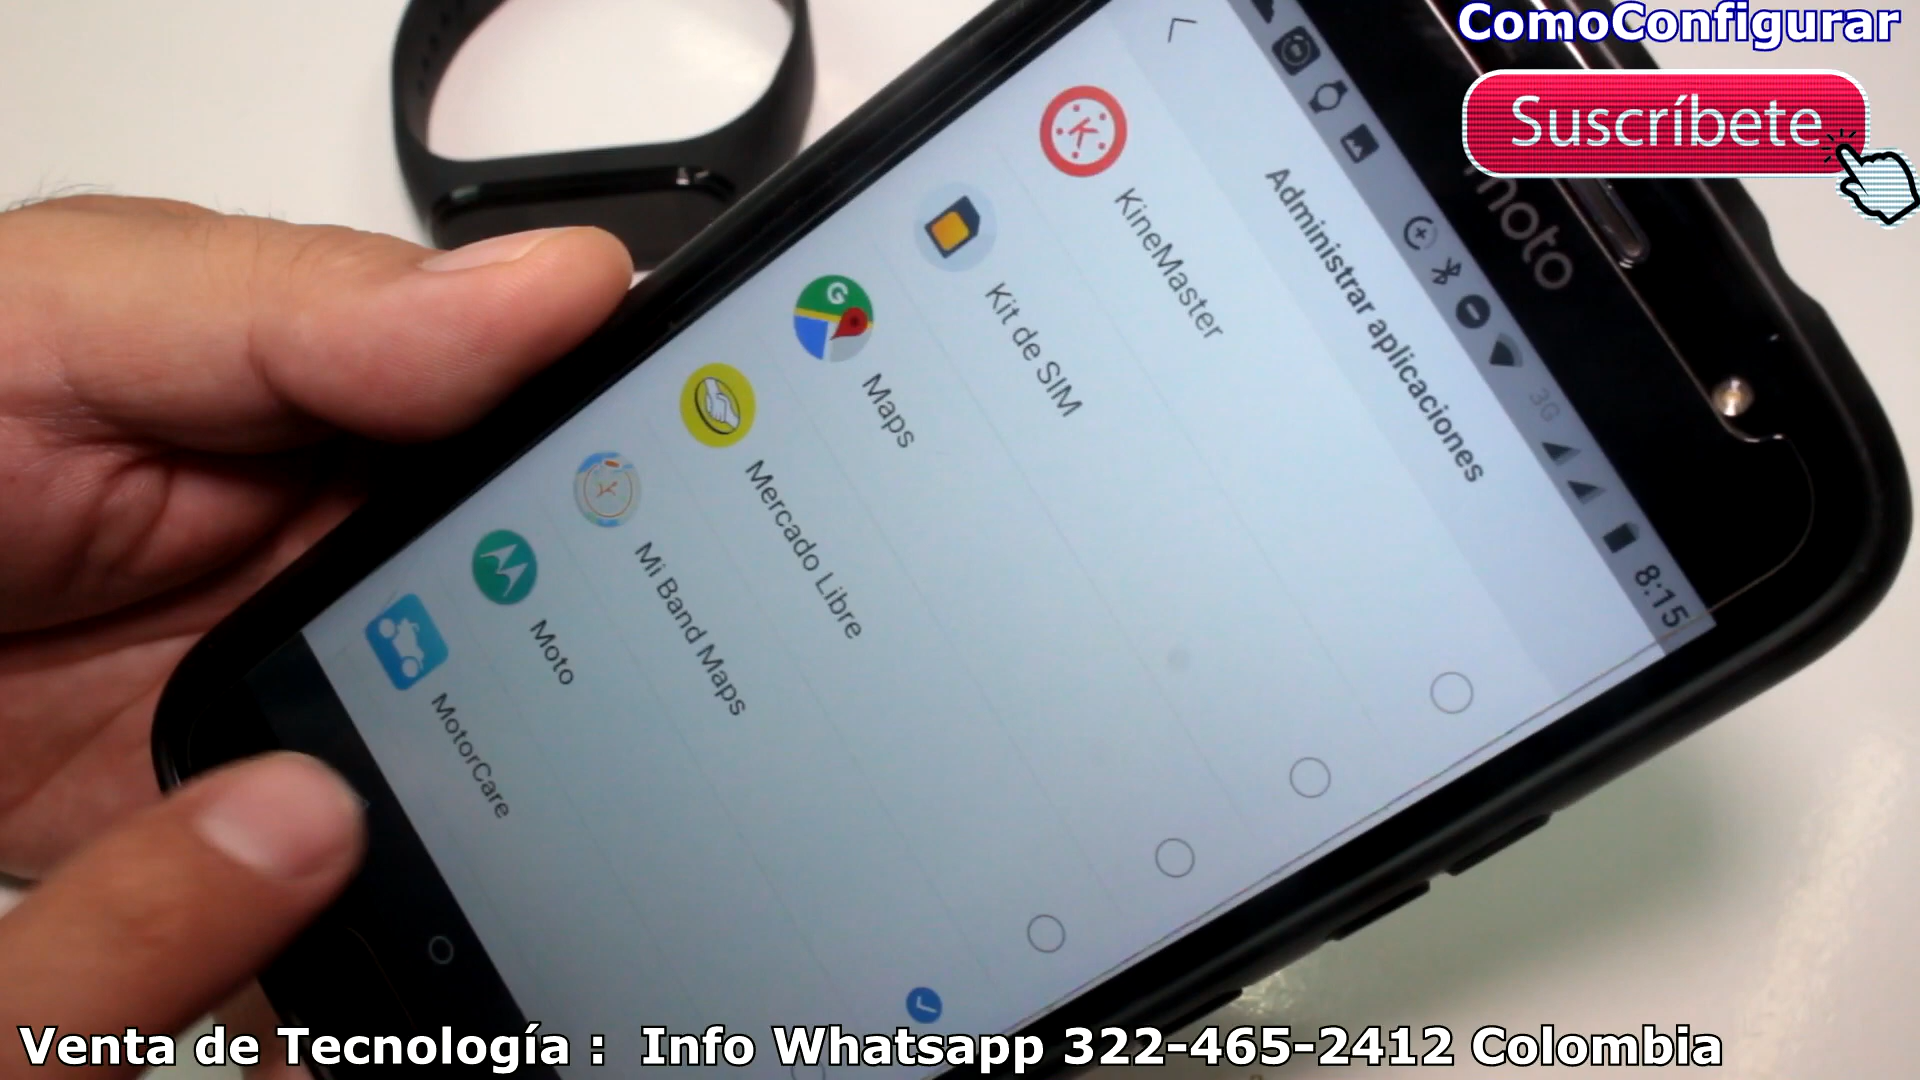 ComoConfigurar
Suscríbete
moto
3G
8:15
Administrar aplicaciones
KineMaster
Kit de SIM
Maps
Mercado Libre
Mi Band Maps
Moto
MotorCare
Venta de Tecnología : Info Whatsapp 322-465-2412 Colombia